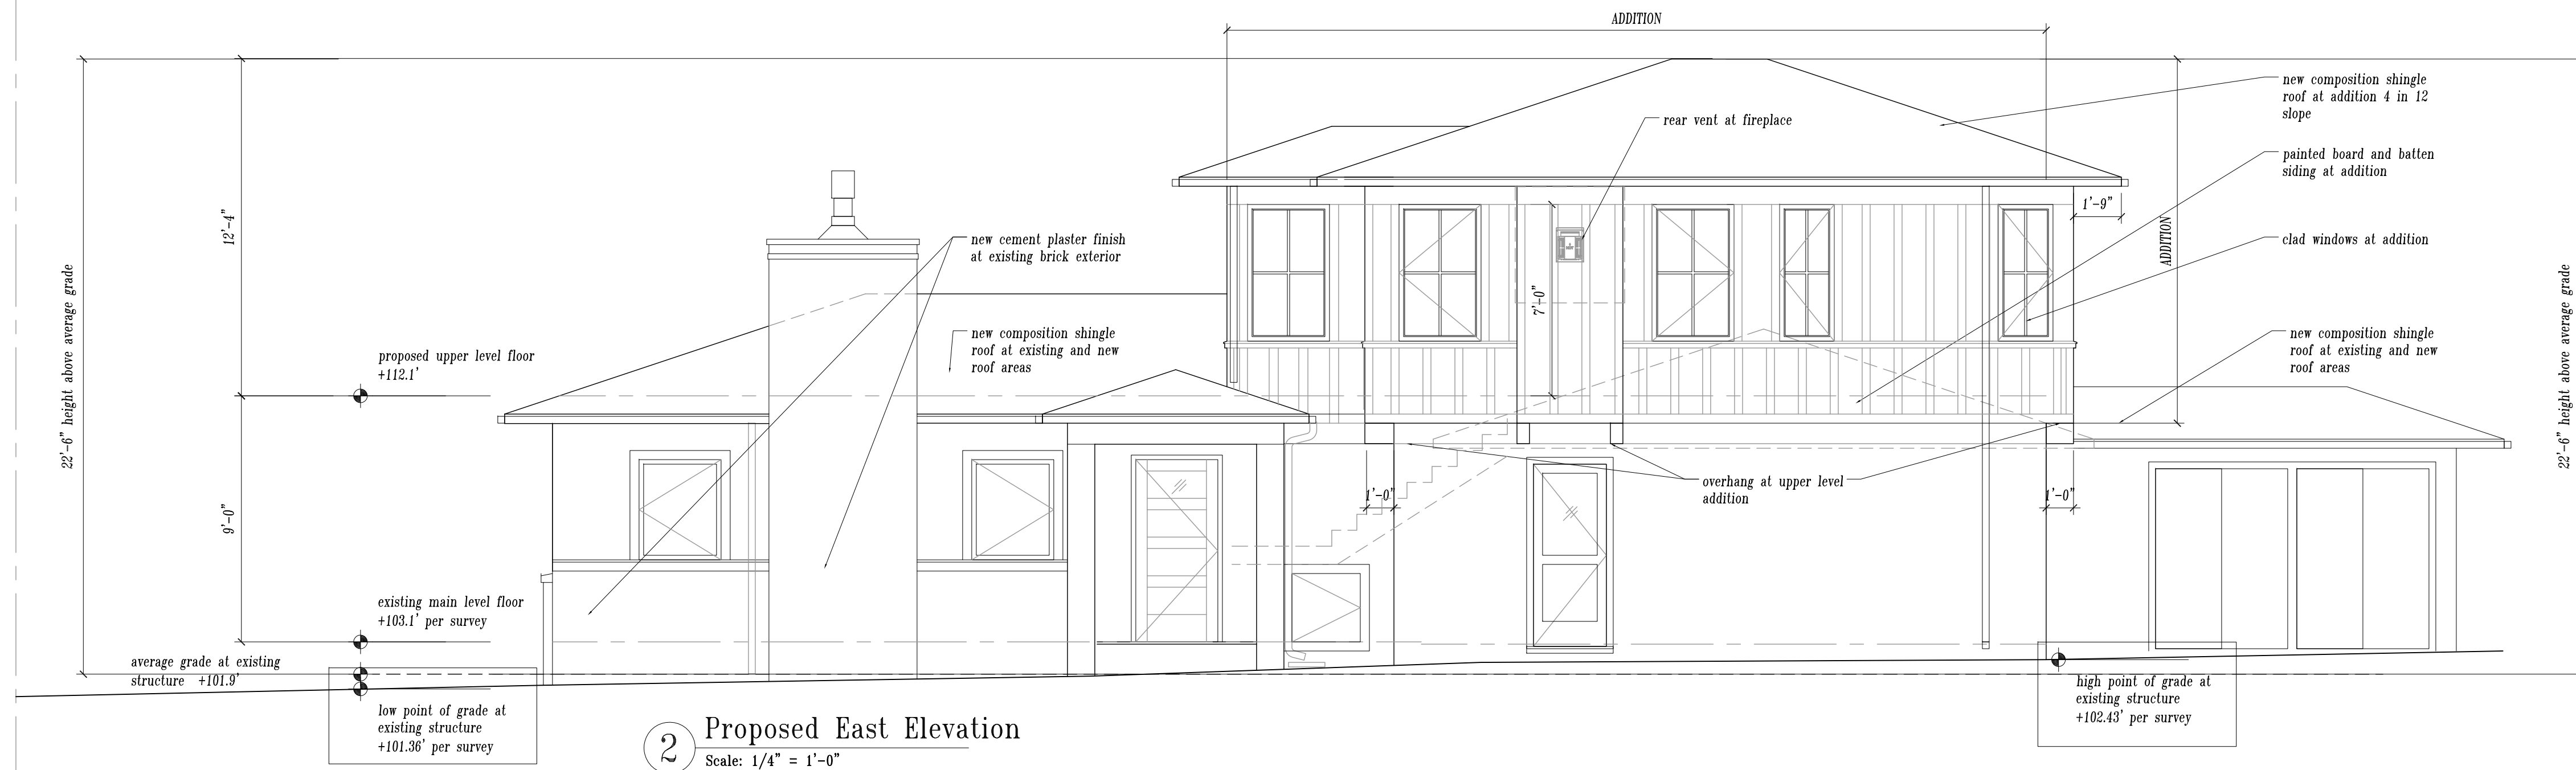 ADDITION
new composition shingle
roof at addition 4 in 12
slope
rear vent at fireplace
painted board and batten
siding at addition
1'-9"
12'-4"
ADDITION
new cement plaster finish
at existing brick exterior
clad windows at addition
22'-6" height above average grade
22'-6" height above average grade
7'-0"
new composition shingle
roof at existing and new
roof areas
new composition shingle
roof at existing and new
roof areas
proposed upper level floor
+112.1'
9'-0"
1'-0"
overhang at upper level
addition
1'-0"
existing main level floor
+103.1' per survey
average grade at existing
structure +101.9'
low point of grade at
existing structure
+101.36' per survey
high point of grade at
existing structure
+102.43' per survey
2
Proposed East Elevation
Scale: 1/4" = 1'-0"